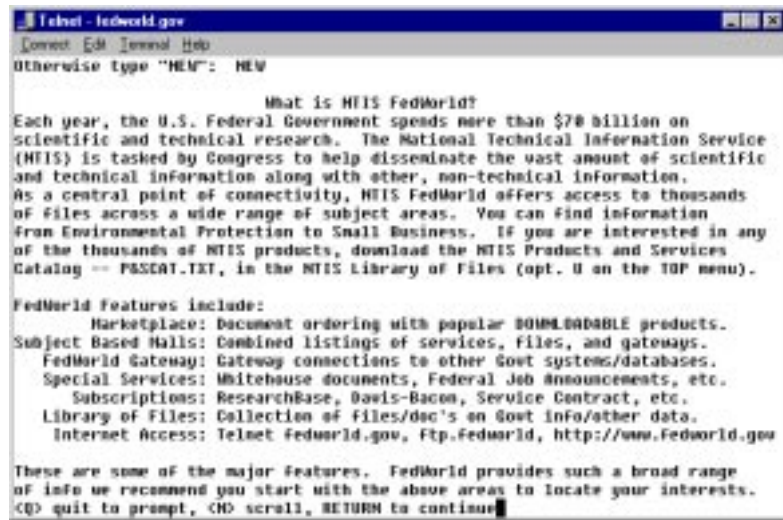 Telnet - fedworld.gov
Connect Edit Terminal Help
Otherwise type "NEW": NEW
What is NTIS FedWorld?
Each year, the U.S. Federal Government spends more than $70 billion on
scientific and technical research. The National Technical Information Service
(NTIS) is tasked by Congress to help disseminate the vast amount of scientific
and technical information along with other, non-technical information.
As a central point of connectivity, NTIS FedWorld offers access to thousands
of files across a wide range of subject areas. You can find information
from Environmental Protection to Small Business. If you are interested in any
of the thousands of NTIS products, download the NTIS Products and Services
Catalog -- P&SCAT.TXT, in the NTIS Library of Files (opt. U on the TOP menu).
FedWorld Features include:
Marketplace: Document ordering with popular DOWNLOADABLE products.
Subject Based Malls: Combined listings of services, files, and gateways.
FedWorld Gateway: Gateway connections to other Govt systems/databases.
Special Services: Whitehouse documents, Federal Job Announcements, etc.
Subscriptions: ResearchBase, Davis-Bacon, Service Contract, etc.
Library of Files: Collection of files/doc's on Govt info/other data.
Internet Access: Telnet fedworld.gov, ftp.fedworld, http://www.fedworld.gov
These are some of the major features. FedWorld provides such a broad range
of info we recommend you start with the above areas to locate your interests.
<Q> quit to prompt, <N> scroll, RETURN to continue